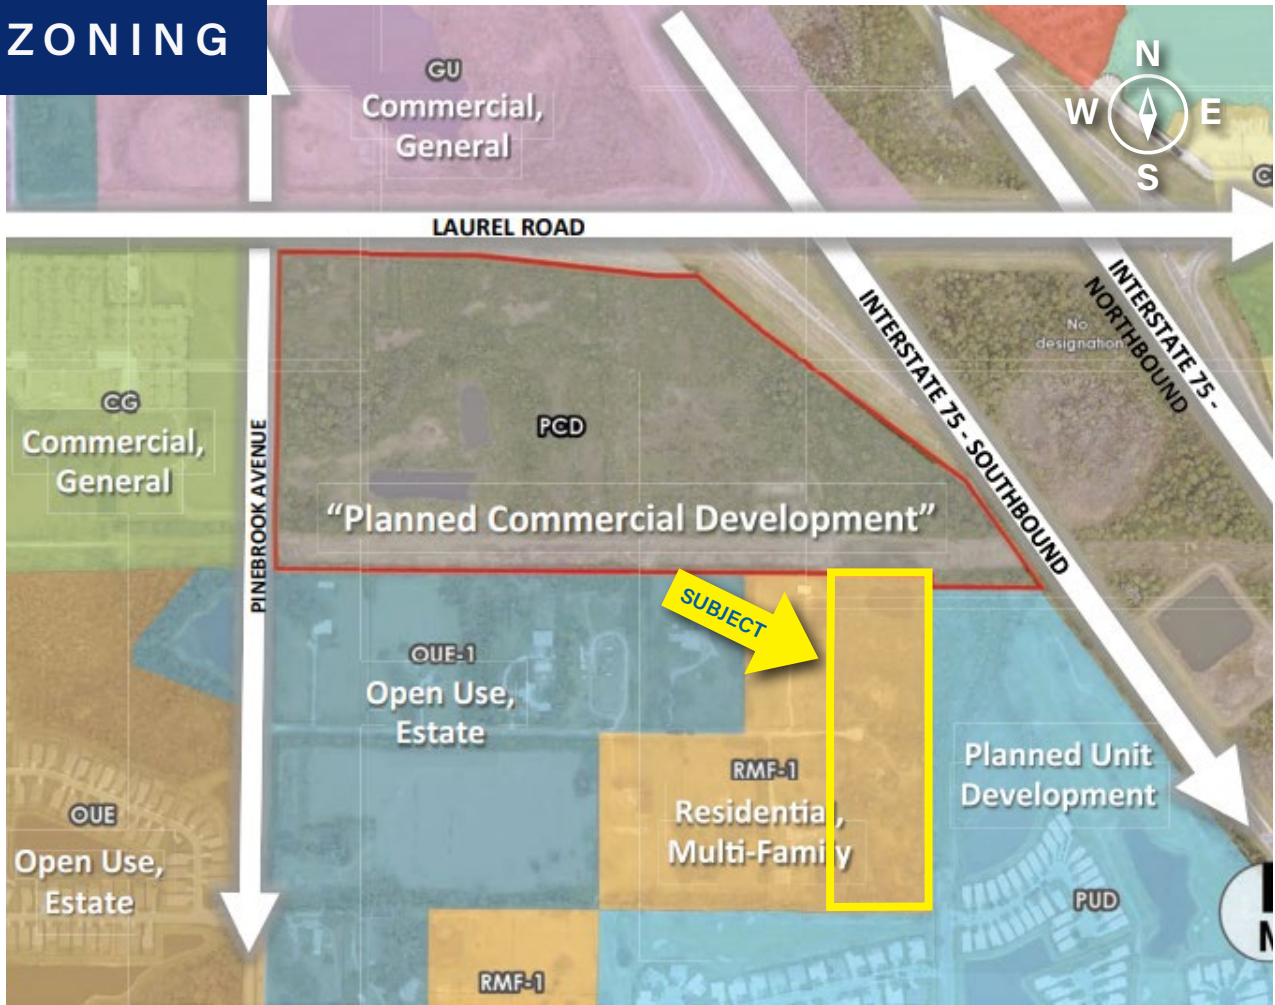 ZONING
GU
Commercial,
General
N
W
E
S
C
LAUREL ROAD
INTERSTATE 75 -
NORTHBOUND
No
designation
INTERSTATE 75 - SOUTHBOUND
CG
Commercial,
General
PCD
PINEBROOK AVENUE
“Planned Commercial Development”
SUBJECT
OUE-1
Open Use,
Estate
RMF-1
Residential,
Multi-Family
Planned Unit
Development
OUE
Open Use,
Estate
PUD
RMF-1